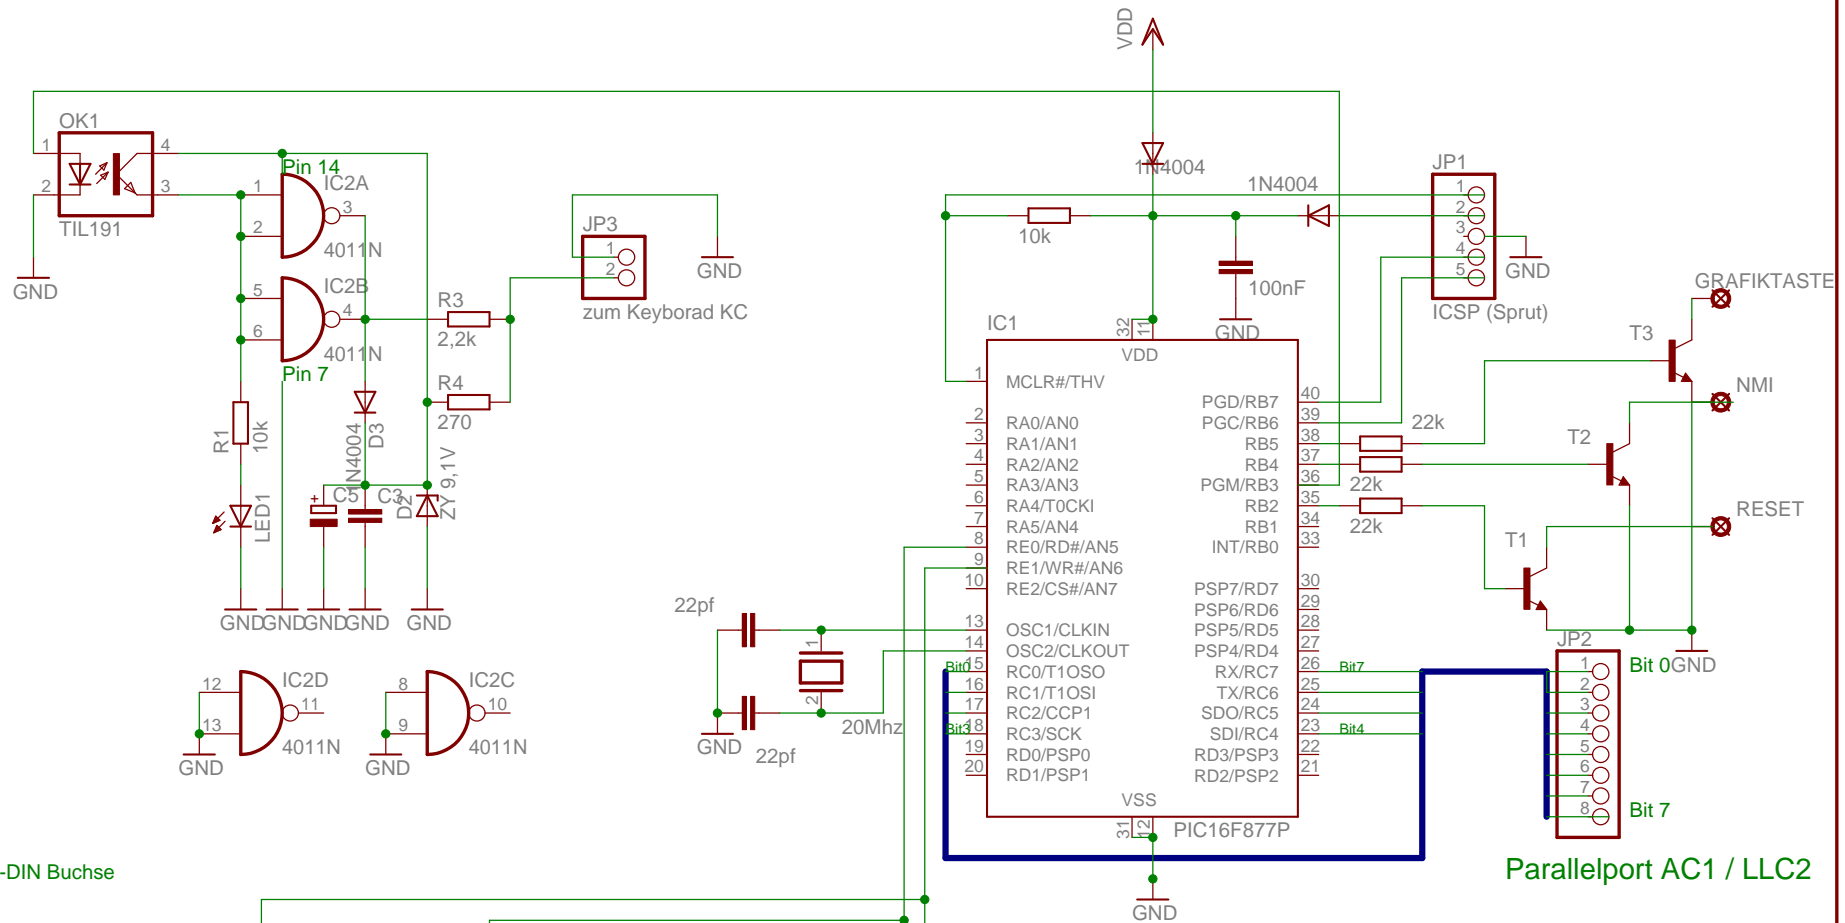 VDD
OK1
1
2
4
3
TIL191
GND
Pin 14
IC2A
1
2
3
4011N
IC2B
5
6
4
4011N
Pin 7
R3
2,2k
R4
270
JP3
1
2
zum Keyborad KC
GND
R1
10k
LED1
1N4004
D3
C5
+
C3
D2
ZY 9,1V
GND
GND
GND
GND
GND
IC2D
12
13
11
4011N
GND
IC2C
8
9
10
4011N
GND
1N4004
1N4004
10k
100nF
GND
JP1
1
2
3
4
5
GND
ICSP (Sprut)
IC1
32
11
VDD
1 MCLR#/THV
2 RA0/AN0
3 RA1/AN1
4 RA2/AN2
5 RA3/AN3
6 RA4/T0CKI
7 RA5/AN4
8 RE0/RD#/AN5
9 RE1/WR#/AN6
10 RE2/CS#/AN7
13 OSC1/CLKIN
14 OSC2/CLKOUT
15 RC0/T1OSO
16 RC1/T1OSI
17 RC2/CCP1
18 RC3/SCK
19 RD0/PSP0
20 RD1/PSP1
PGD/RB7 40
PGC/RB6 39
RB5 38
RB4 37
PGM/RB3 36
RB2 35
RB1 34
INT/RB0 33
PSP7/RD7 30
PSP6/RD6 29
PSP5/RD5 28
PSP4/RD4 27
RX/RC7 26
TX/RC6 25
SDO/RC5 24
SDI/RC4 23
RD3/PSP3 22
RD2/PSP2 21
VSS
31
12
PIC16F877P
GND
Bit0
Bit3
Bit7
Bit4
22pf
22pf
GND
1
2
20Mhz
22k
22k
22k
GRAFIKTASTE
T3
NMI
T2
RESET
T1
GND
JP2
1
2
3
4
5
6
7
8
Bit 0
Bit 7
Parallelport AC1 / LLC2
-DIN Buchse